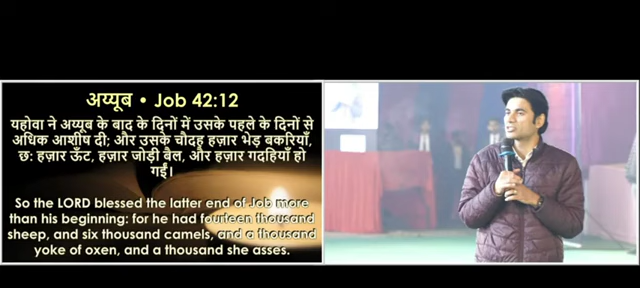 अय्यूब • Job 42:12
यहोवा ने अय्यूब के बाद के दिनों में उसके पहले के दिनों से
अधिक आशीष दी; और उसके चौदह हज़ार भेड़ बकरियाँ,
छ: हज़ार ऊँट, हज़ार जोड़ी बैल, और हज़ार गदहियाँ हो
गईं।
So the LORD blessed the latter end of Job more
than his beginning: for he had fourteen thousand
sheep, and six thousand camels, and a thousand
yoke of oxen, and a thousand she asses.